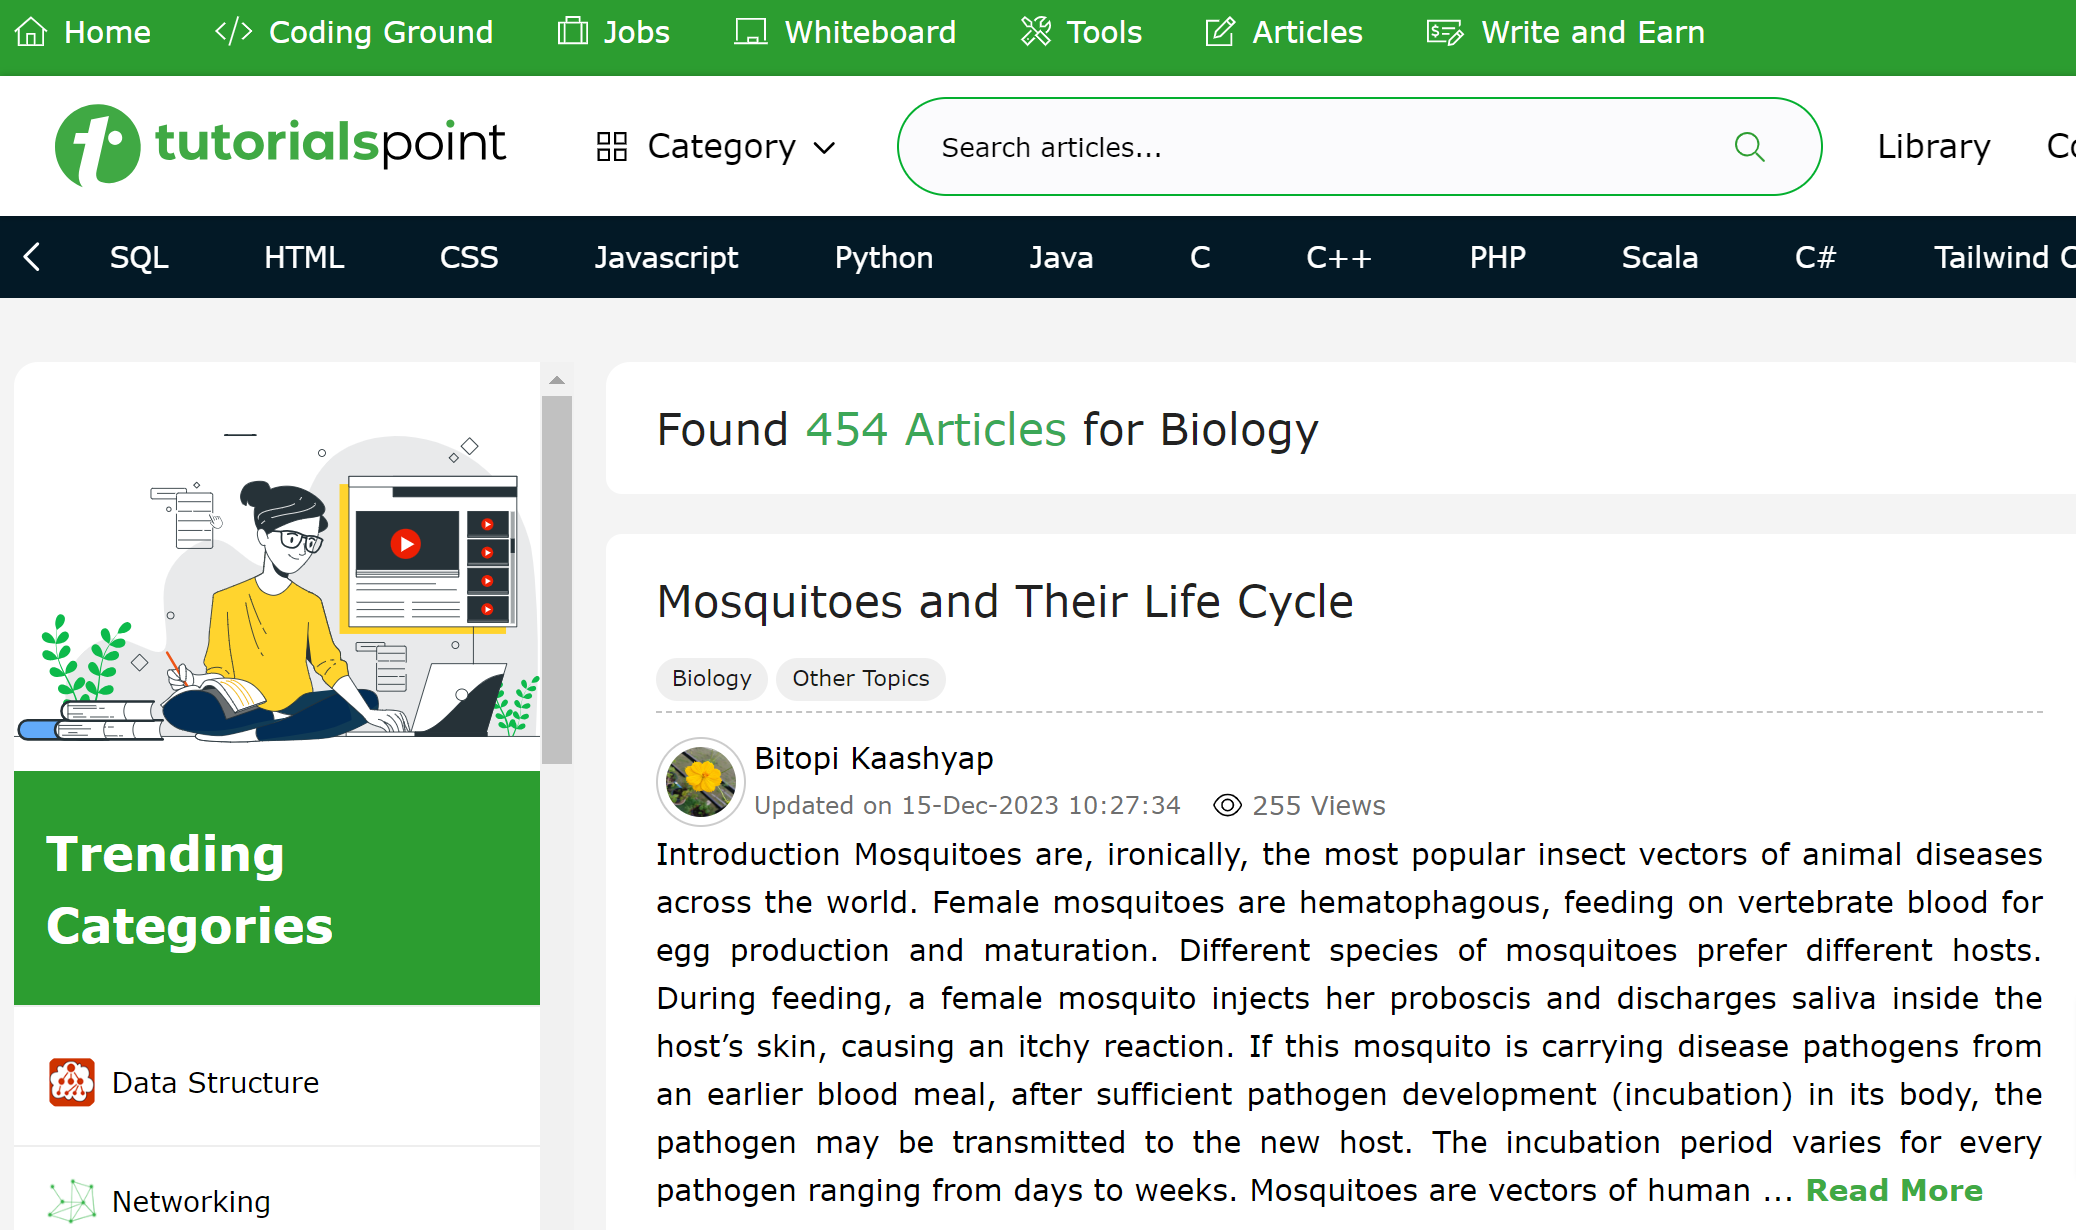 Home Coding Ground Jobs Whiteboard Tools Articles Write and Earn
tutorialspoint Category Search articles... Library
SQL HTML CSS Javascript Python Java C C++ PHP Scala C# Tailwind
Found 454 Articles for Biology
Mosquitoes and Their Life Cycle
Biology Other Topics
Bitopi Kaashyap
Updated on 15-Dec-2023 10:27:34 255 Views
Introduction Mosquitoes are, ironically, the most popular insect vectors of animal diseases
across the world. Female mosquitoes are hematophagous, feeding on vertebrate blood for
egg production and maturation. Different species of mosquitoes prefer different hosts.
During feeding, a female mosquito injects her proboscis and discharges saliva inside the
host’s skin, causing an itchy reaction. If this mosquito is carrying disease pathogens from
an earlier blood meal, after sufficient pathogen development (incubation) in its body, the
pathogen may be transmitted to the new host. The incubation period varies for every
pathogen ranging from days to weeks. Mosquitoes are vectors of human ... Read More
Trending
Categories
Data Structure
Networking